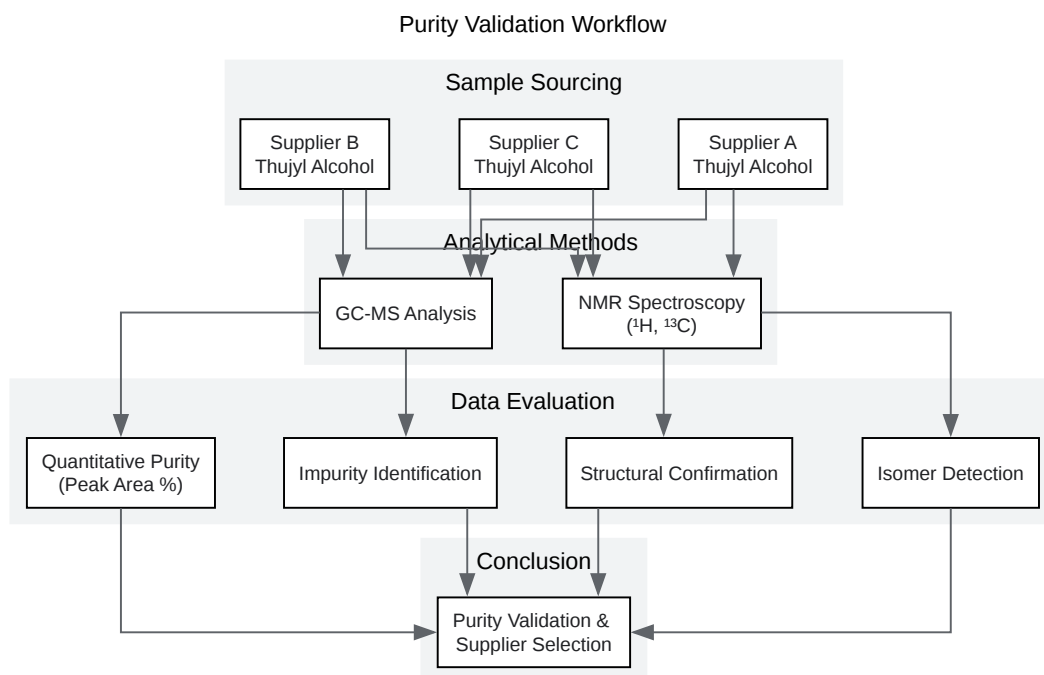 Purity Validation Workflow
Sample Sourcing
Supplier B
Thujyl Alcohol
Supplier C
Thujyl Alcohol
Supplier A
Thujyl Alcohol
Analytical Methods
GC-MS Analysis
NMR Spectroscopy
(¹H, ¹³C)
Data Evaluation
Quantitative Purity
(Peak Area %)
Impurity Identification
Structural Confirmation
Isomer Detection
Conclusion
Purity Validation &
Supplier Selection